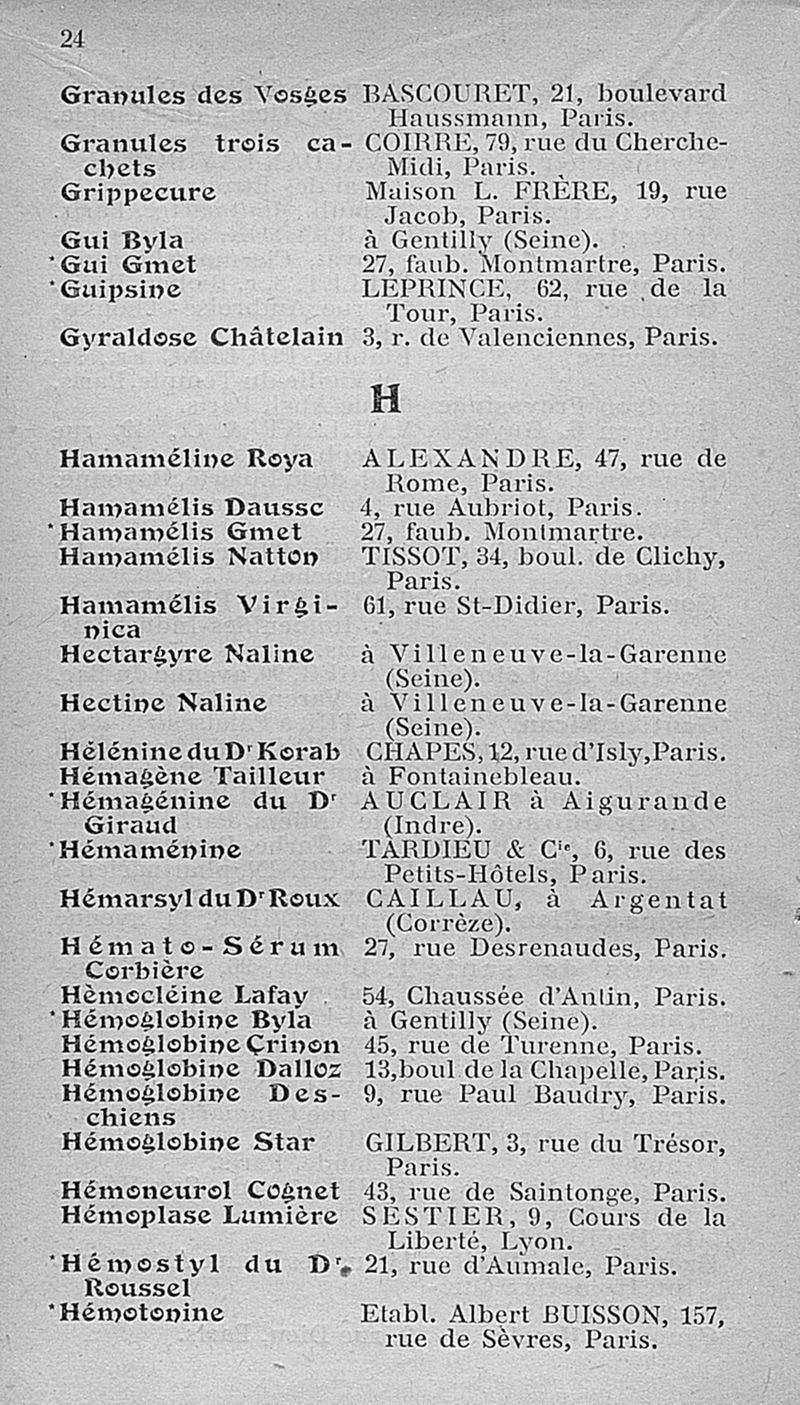 24
Granules des Vosges BASCOURET, 21, boulevard
Haussmann, Paris.
Granules trois ca- COIRRE, 79, rue du Cherche-
chets Midi, Paris.
Grippecure Maison L. FRÈRE, 19, rue
Jacob, Paris.
Gui Byla à Gentilly (Seine).
*Gui Gmet 27, faub. Montmartre, Paris.
*Guipsine LEPRINCE, 62, rue de la
Tour, Paris.
Gyraldose Châtelain 3, r. de Valenciennes, Paris.
H
Hamaméline Roya ALEXANDRE, 47, rue de
Rome, Paris.
Hamamélis Dausse 4, rue Aubriot, Paris.
*Hamamélis Gmet 27, faub. Montmartre.
Hamamélis Natton TISSOT, 34, boul. de Clichy,
Paris.
Hamamélis Virgi- 61, rue St-Didier, Paris.
nica
Hectargyre Naline à Villeneuve-la-Garenne
(Seine).
Hectine Naline à Villeneuve-la-Garenne
(Seine).
Hélénine du Dr Korab CHAPES, 12, rue d'Isly, Paris.
Hémagène Tailleur à Fontainebleau.
*Hémagénine du Dr AUCLAIR à Aigurande
Giraud (Indre).
*Hémaménine TARDIEU & Cie, 6, rue des
Petits-Hôtels, Paris.
Hémarsyl du Dr Roux CAILLAU, à Argentat
(Corrèze).
Hémato-Sérum 27, rue Desrenaudes, Paris.
Corbière
Hèmocléine Lafay 54, Chaussée d'Antin, Paris.
*Hémoglobine Byla à Gentilly (Seine).
Hémoglobine Crinon 45, rue de Turenne, Paris.
Hémoglobine Dalloz 13, boul de la Chapelle, Paris.
Hémoglobine Des- 9, rue Paul Baudry, Paris.
chiens
Hémoglobine Star GILBERT, 3, rue du Trésor,
Paris.
Hémoneurol Cognet 43, rue de Saintonge, Paris.
Hémoplase Lumière SESTIER, 9, Cours de la
Liberté, Lyon.
*Hémostyl du Dr 21, rue d'Aumale, Paris.
Roussel
*Hémotonine Etabl. Albert BUISSON, 157,
rue de Sèvres, Paris.